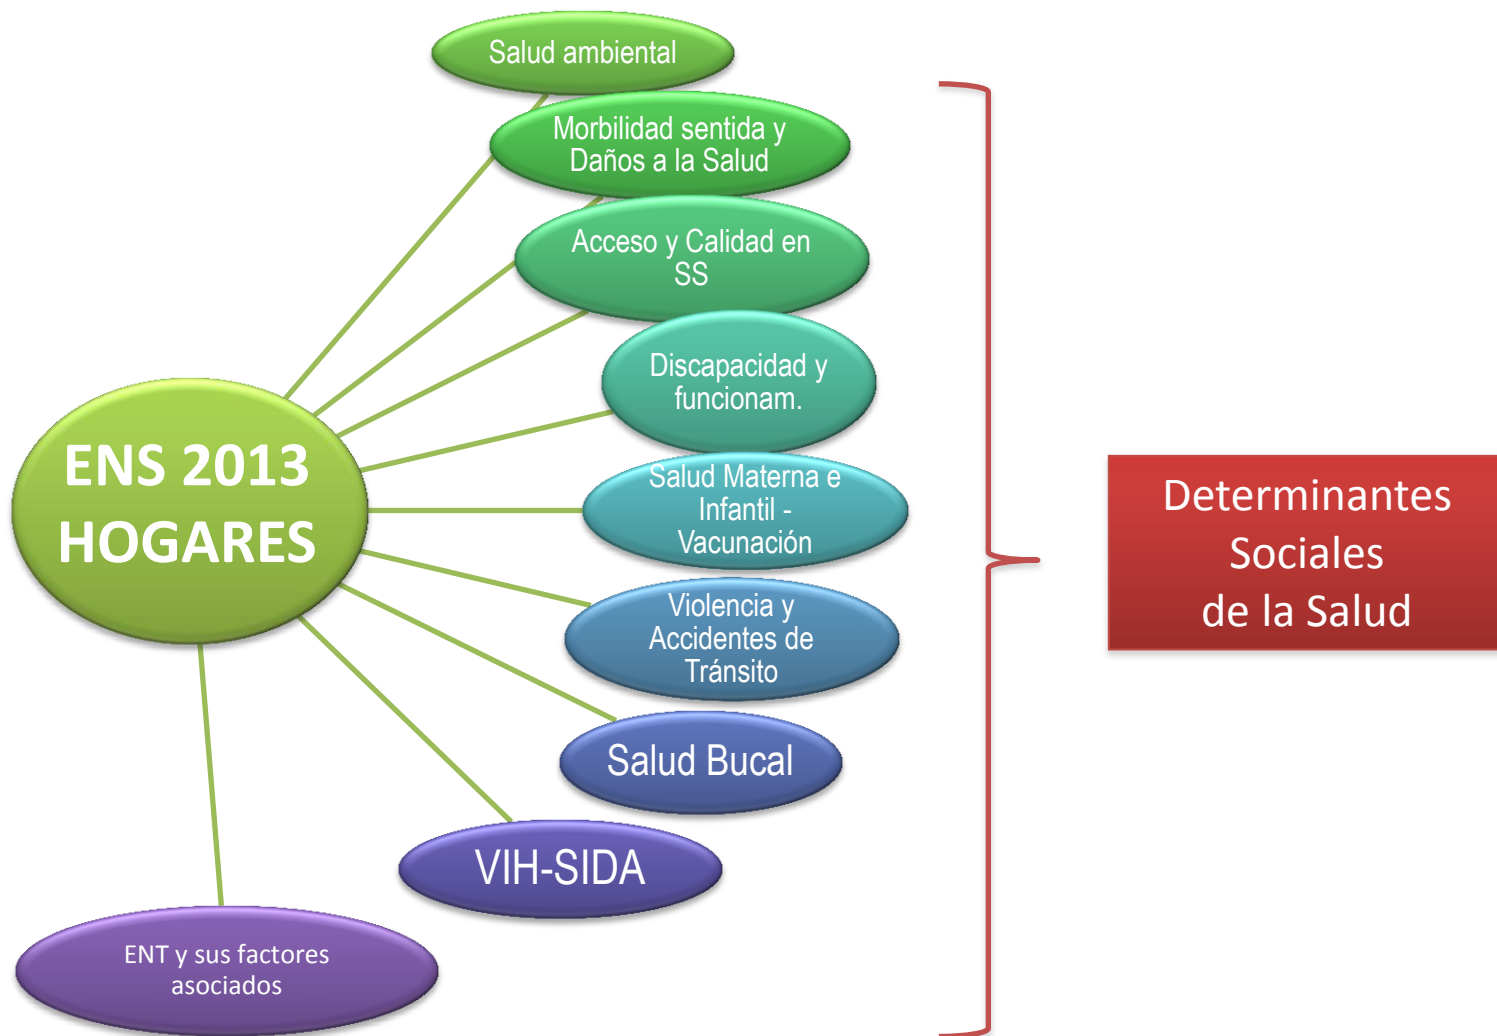 Salud ambiental
Morbilidad sentida y
Daños a la Salud
Acceso y Calidad en
SS
Discapacidad y
funcionam.
ENS 2013
HOGARES
Salud Materna e
Infantil -
Vacunación
Violencia y
Accidentes de
Tránsito
Salud Bucal
VIH-SIDA
ENT y sus factores
asociados
Determinantes
Sociales
de la Salud